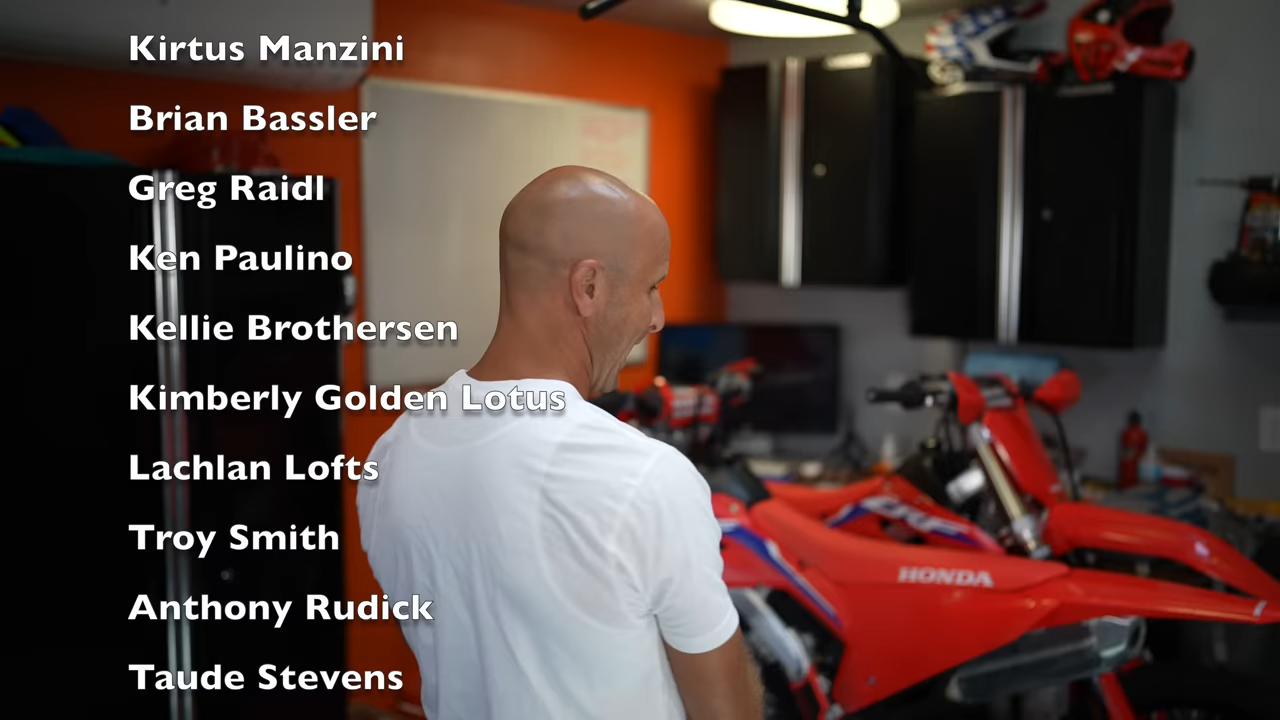 Kirtus Manzini
Brian Bassler
Greg Raidl
Ken Paulino
Kellie Brothersen
Kimberly Golden Lotus
Lachlan Lofts
Troy Smith
Anthony Rudick
Taude Stevens
CRF
HONDA